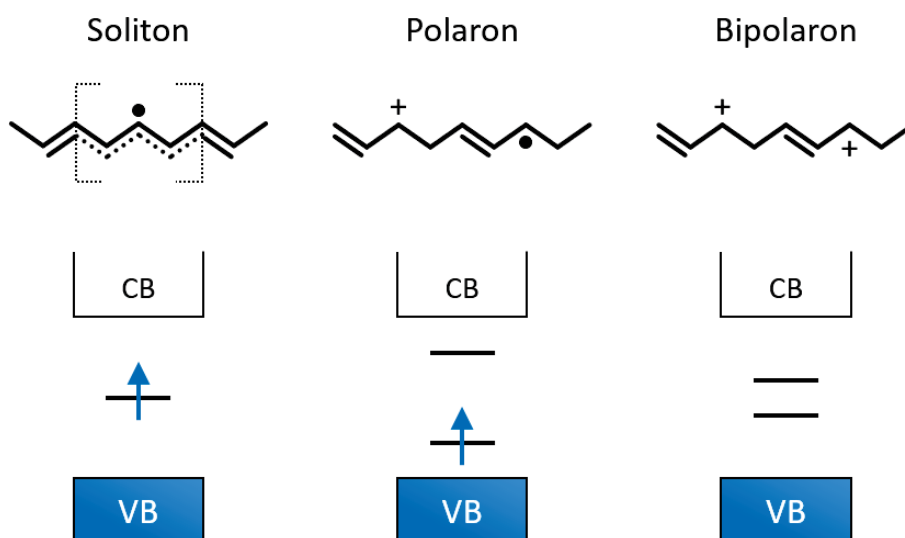 Soliton
Polaron
Bipolaron
+
+
+
CB
CB
CB
VB
VB
VB